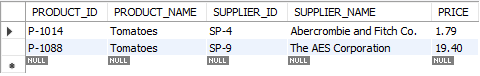 PRODUCT_ID PRODUCT_NAME SUPPLIER_ID SUPPLIER_NAME PRICE
P-1014 Tomatoes SP-4 Abercrombie and Fitch Co. 1.79
P-1088 Tomatoes SP-9 The AES Corporation 19.40
NULL NULL NULL NULL NULL